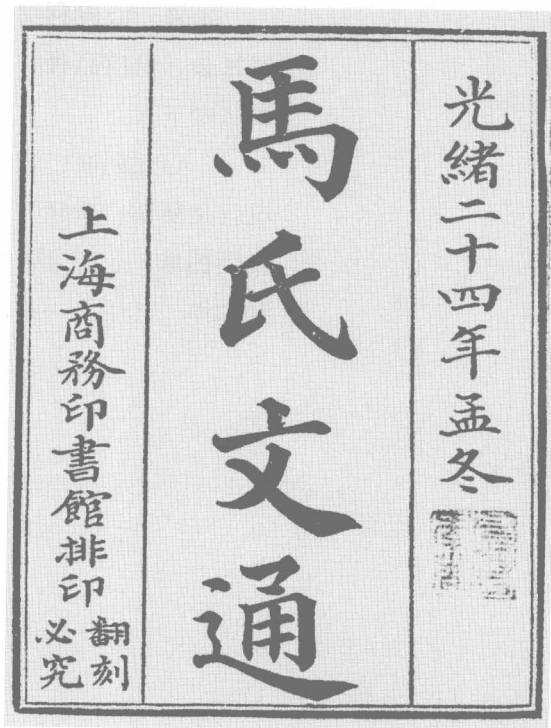 光緒二十四年孟冬
馬氏文通
上海商務印書館排印
翻刻
必究